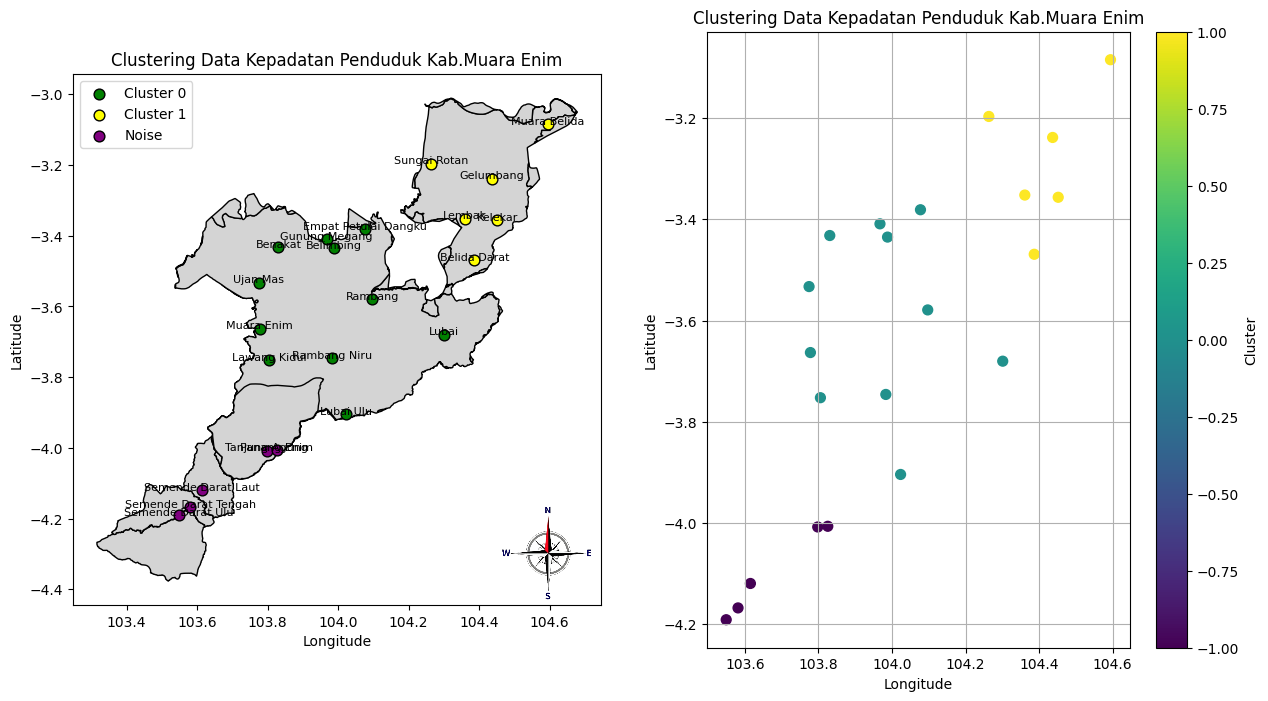 Clustering Data Kepadatan Penduduk Kab.Muara Enim
Cluster 0
Cluster 1
Noise
Muara Belida
Sungai Rotan
Gelumbang
Lembak
Kelekar
Empat Petulai Dangku
Gunung Megang
Belimbing
Benakat
Belida Darat
Ujan Mas
Rambang
Muara Enim
Lubai
Lawang Kidul
Rambang Niru
Lubai Ulu
Tanjung Agung
Panang Enim
Semende Darat Laut
Semende Darat Tengah
Semende Darat Ulu
N
W
E
S
−3.0
−3.2
−3.4
−3.6
−3.8
−4.0
−4.2
−4.4
Latitude
103.4 103.6 103.8 104.0 104.2 104.4 104.6
Longitude
Clustering Data Kepadatan Penduduk Kab.Muara Enim
−3.2
−3.4
−3.6
−3.8
−4.0
−4.2
Latitude
103.6 103.8 104.0 104.2 104.4 104.6
Longitude
1.00
0.75
0.50
0.25
0.00
−0.25
−0.50
−0.75
−1.00
Cluster